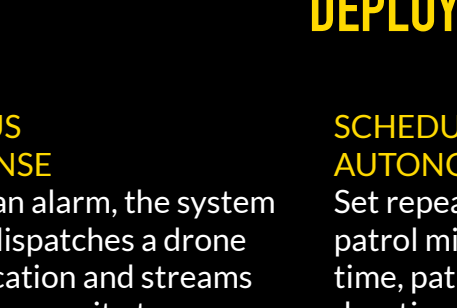 DEPLOY
US
NSE
an alarm, the system
dispatches a drone
cation and streams
SCHEDU
AUTONO
Set repea
patrol mi
time, pat